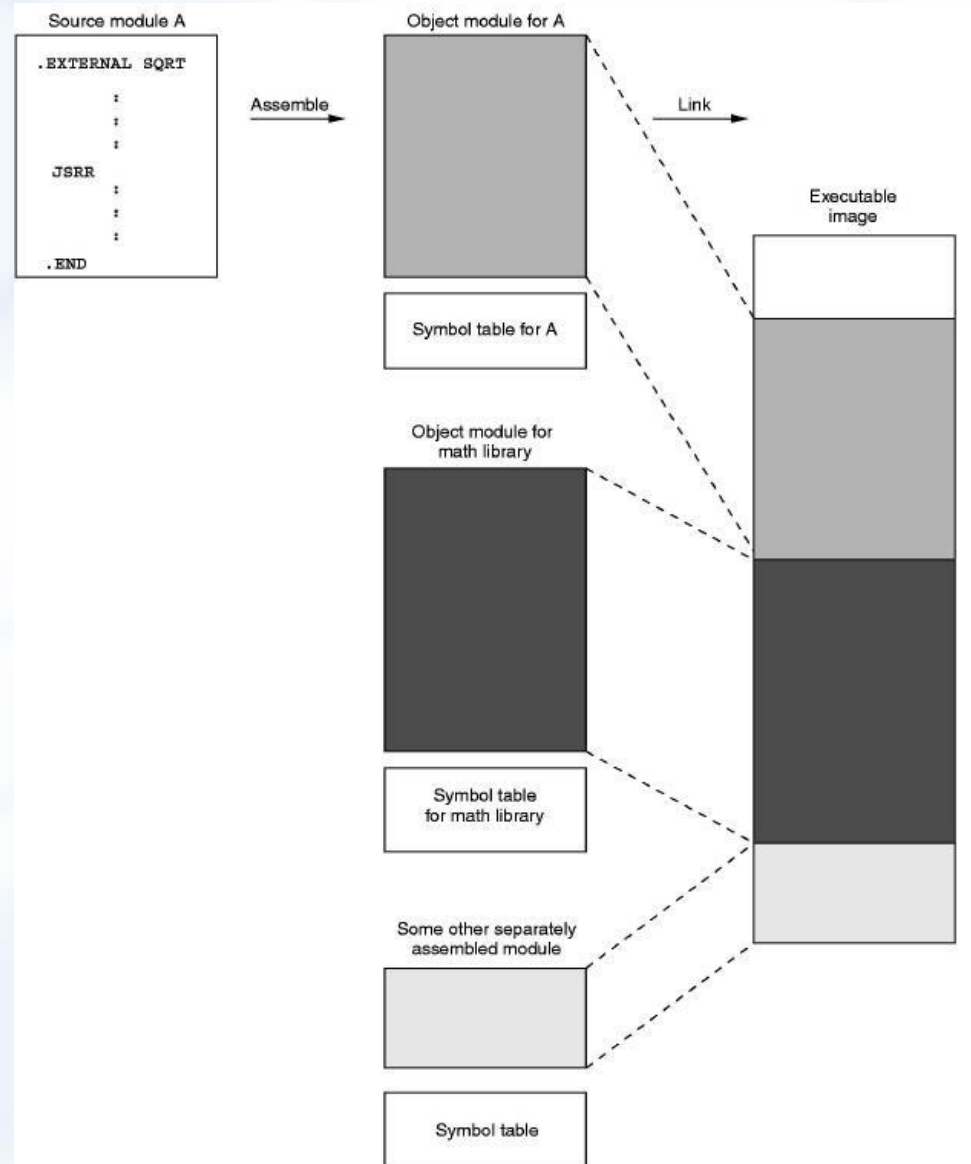 Source module A
.EXTERNAL SQRT
:
:
:
JSRR
:
:
:
.END
Assemble
Object module for A
Link
Symbol table for A
Executable
image
Object module for
math library
Symbol table
for math library
Some other separately
assembled module
Symbol table